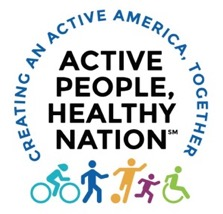 CREATING AN ACTIVE AMERICA, TOGETHER
ACTIVE
PEOPLE,
HEALTHY
NATION℠